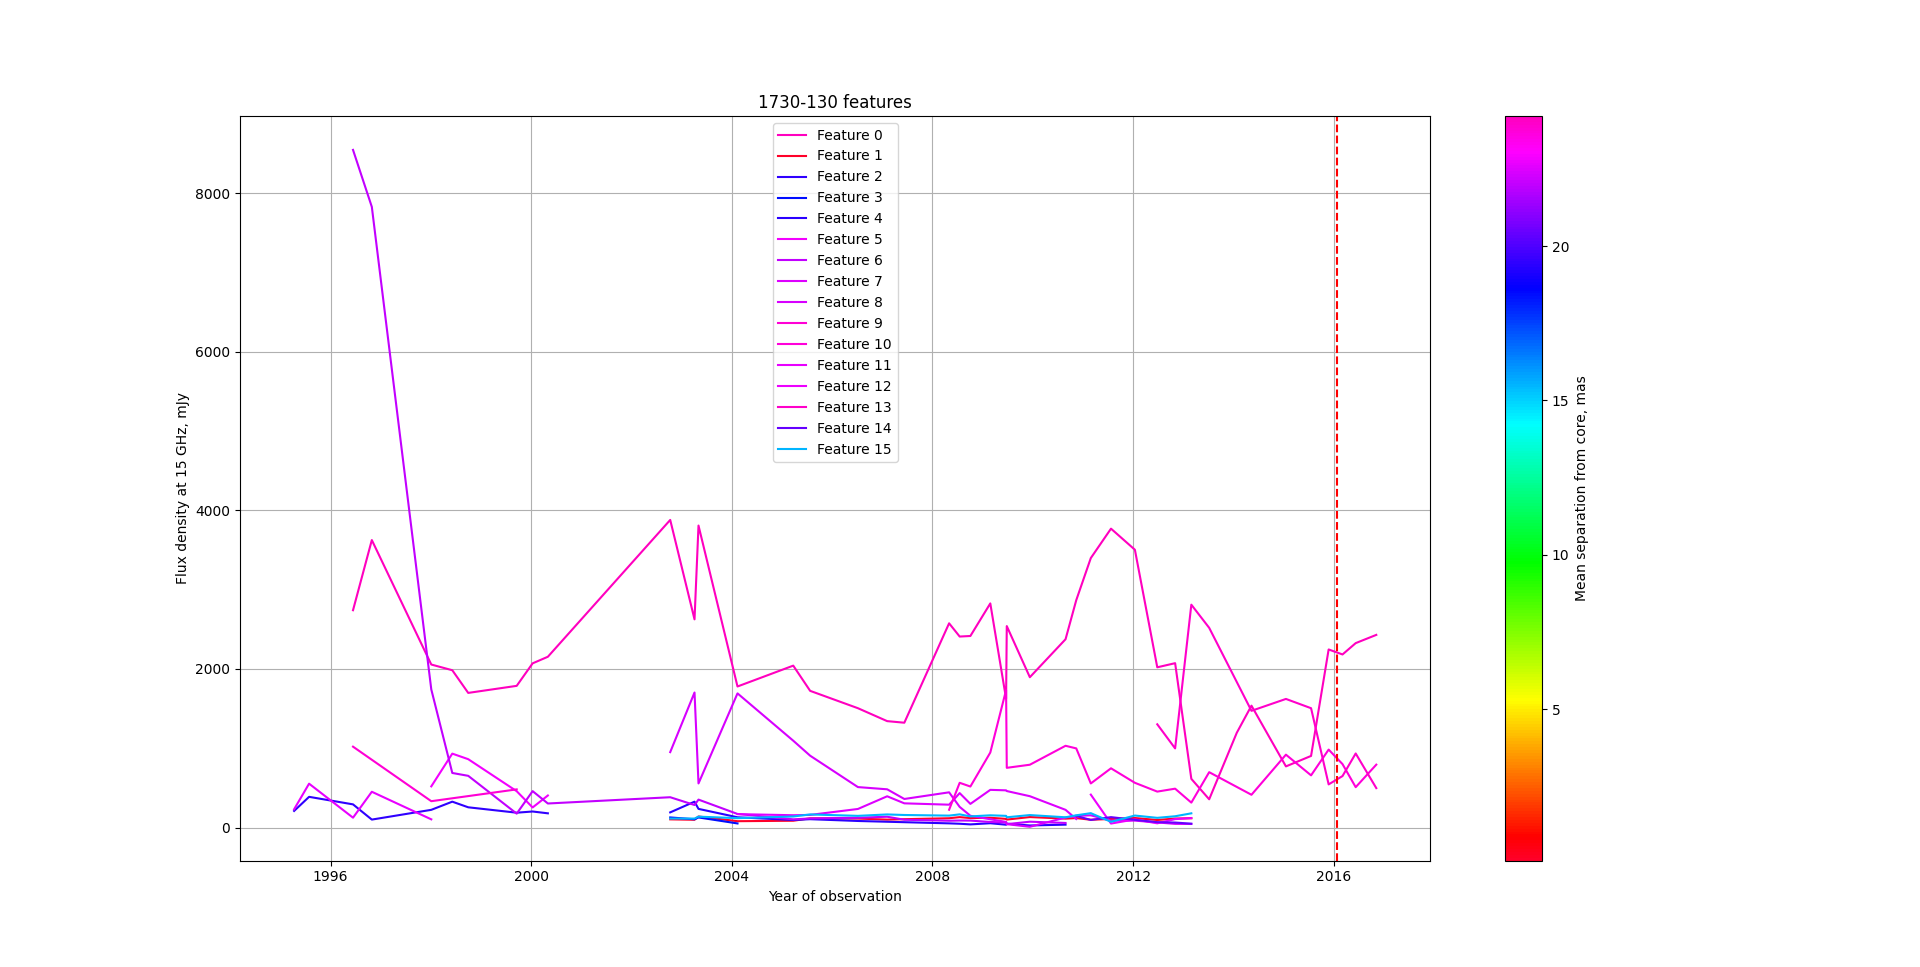 1730-130 features
Feature 0
Feature 1
Feature 2
Feature 3
Feature 4
Feature 5
Feature 6
Feature 7
Feature 8
Feature 9
Feature 10
Feature 11
Feature 12
Feature 13
Feature 14
Feature 15
8000
6000
4000
2000
0
Flux density at 15 GHz, mJy
1996
2000
2004
2008
2012
2016
Year of observation
20
15
10
5
Mean separation from core, mas